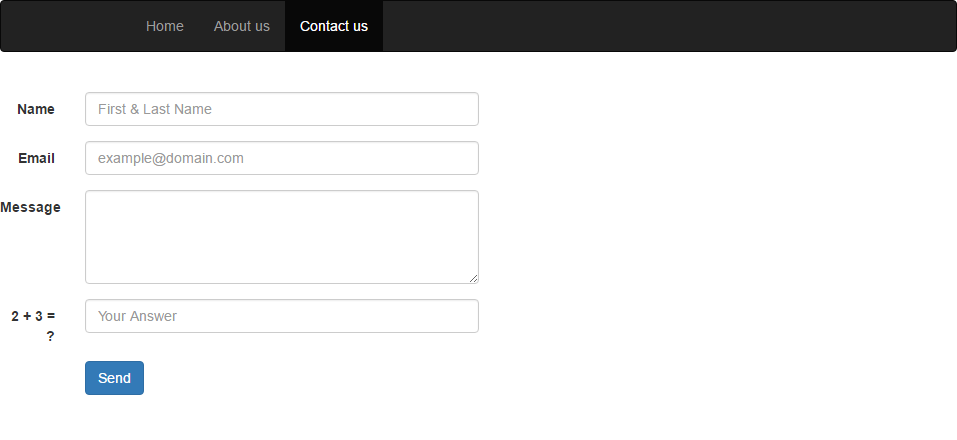 Home About us Contact us
Name First & Last Name
Email example@domain.com
Message
2 + 3 = Your Answer
?
Send